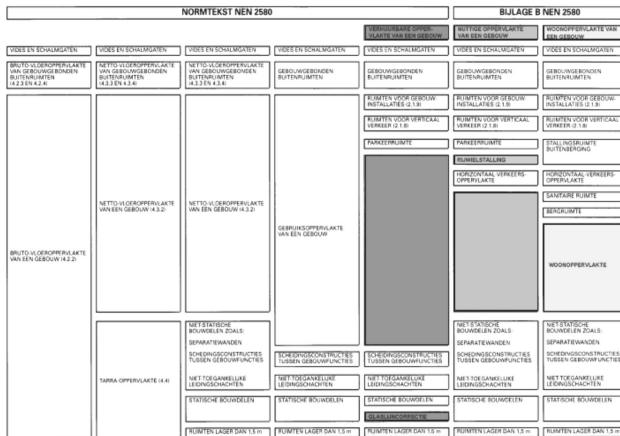 NORMTEKST NEN 2580
BIJLAGE B NEN 2580
VERHUURBARE OPPER-
VLAKTE VAN EEN GEBOUW
NUTTIGE OPPERVLAKTE
VAN EEN GEBOUW
WOONOPPERVLAKTE VAN
EEN GEBOUW
VIDES EN SCHALMGATEN
VIDES EN SCHALMGATEN
VIDES EN SCHALMGATEN
VIDES EN SCHALMGATEN
VIDES EN SCHALMGATEN
VIDES EN SCHALMGATEN
VIDES EN SCHALMGATEN
BRUTO-VLOEROPPERVLAKTE
VAN GEBOUWGEBONDEN
BUITENRUIMTEN
(4.2.3 EN 4.2.4)
NETTO-VLOEROPPERVLAKTE
VAN GEBOUWGEBONDEN
BUITENRUIMTEN
(4.3.3 EN 4.3.4)
NETTO-VLOEROPPERVLAKTE
VAN GEBOUWGEBONDEN
BUITENRUIMTEN
(4.3.3 EN 4.3.4)
GEBOUWGEBONDEN
BUITENRUIMTEN
GEBOUWGEBONDEN
BUITENRUIMTEN
GEBOUWGEBONDEN
BUITENRUIMTEN
GEBOUWGEBONDEN
BUITENRUIMTEN
RUIMTEN VOOR GEBOUW-
INSTALLATIES (2.1.9)
RUIMTEN VOOR GEBOUW-
INSTALLATIES (2.1.9)
RUIMTEN VOOR GEBOUW-
INSTALLATIES (2.1.9)
RUIMTEN VOOR VERTICAAL
VERKEER (2.1.8)
RUIMTEN VOOR VERTICAAL
VERKEER (2.1.8)
RUIMTEN VOOR VERTICAAL
VERKEER (2.1.8)
PARKEERRUIMTE
PARKEERRUIMTE
STALLINGSRUIMTE
BUITENBERGING
RIJWIELSTALLING
HORIZONTAAL VERKEERS-
OPPERVLAKTE
HORIZONTAAL VERKEERS-
OPPERVLAKTE
SANITAIRE RUIMTE
BERGRUIMTE
NETTO-VLOEROPPERVLAKTE
VAN EEN GEBOUW (4.3.2)
NETTO-VLOEROPPERVLAKTE
VAN EEN GEBOUW (4.3.2)
GEBRUIKSOPPERVLAKTE
VAN EEN GEBOUW
BRUTO-VLOEROPPERVLAKTE
VAN EEN GEBOUW (4.2.2)
WOONOPPERVLAKTE
TARRA OPPERVLAKTE (4.4)
NIET-STATISCHE
BOUWDELEN ZOALS:
SEPARATIEWANDEN
SCHEIDINGSCONSTRUCTIES
TUSSEN GEBOUWFUNCTIES
NIET-TOEGANKELIJKE
LEIDINGSCHACHTEN
SCHEIDINGSCONSTRUCTIES
TUSSEN GEBOUWFUNCTIES
NIET-TOEGANKELIJKE
LEIDINGSCHACHTEN
SCHEIDINGSCONSTRUCTIES
TUSSEN GEBOUWFUNCTIES
NIET-TOEGANKELIJKE
LEIDINGSCHACHTEN
NIET-STATISCHE
BOUWDELEN ZOALS:
SEPARATIEWANDEN
SCHEIDINGSCONSTRUCTIES
TUSSEN GEBOUWFUNCTIES
NIET-TOEGANKELIJKE
LEIDINGSCHACHTEN
NIET-STATISCHE
BOUWDELEN ZOALS:
SEPARATIEWANDEN
SCHEIDINGSCONSTRUCTIES
TUSSEN GEBOUWFUNCTIES
NIET-TOEGANKELIJKE
LEIDINGSCHACHTEN
STATISCHE BOUWDELEN
STATISCHE BOUWDELEN
STATISCHE BOUWDELEN
STATISCHE BOUWDELEN
STATISCHE BOUWDELEN
GLASLIJNCORRECTIE
RUIMTEN LAGER DAN 1,5 m
RUIMTEN LAGER DAN 1,5 m
RUIMTEN LAGER DAN 1,5 m
RUIMTEN LAGER DAN 1,5 m
RUIMTEN LAGER DAN 1,5 m